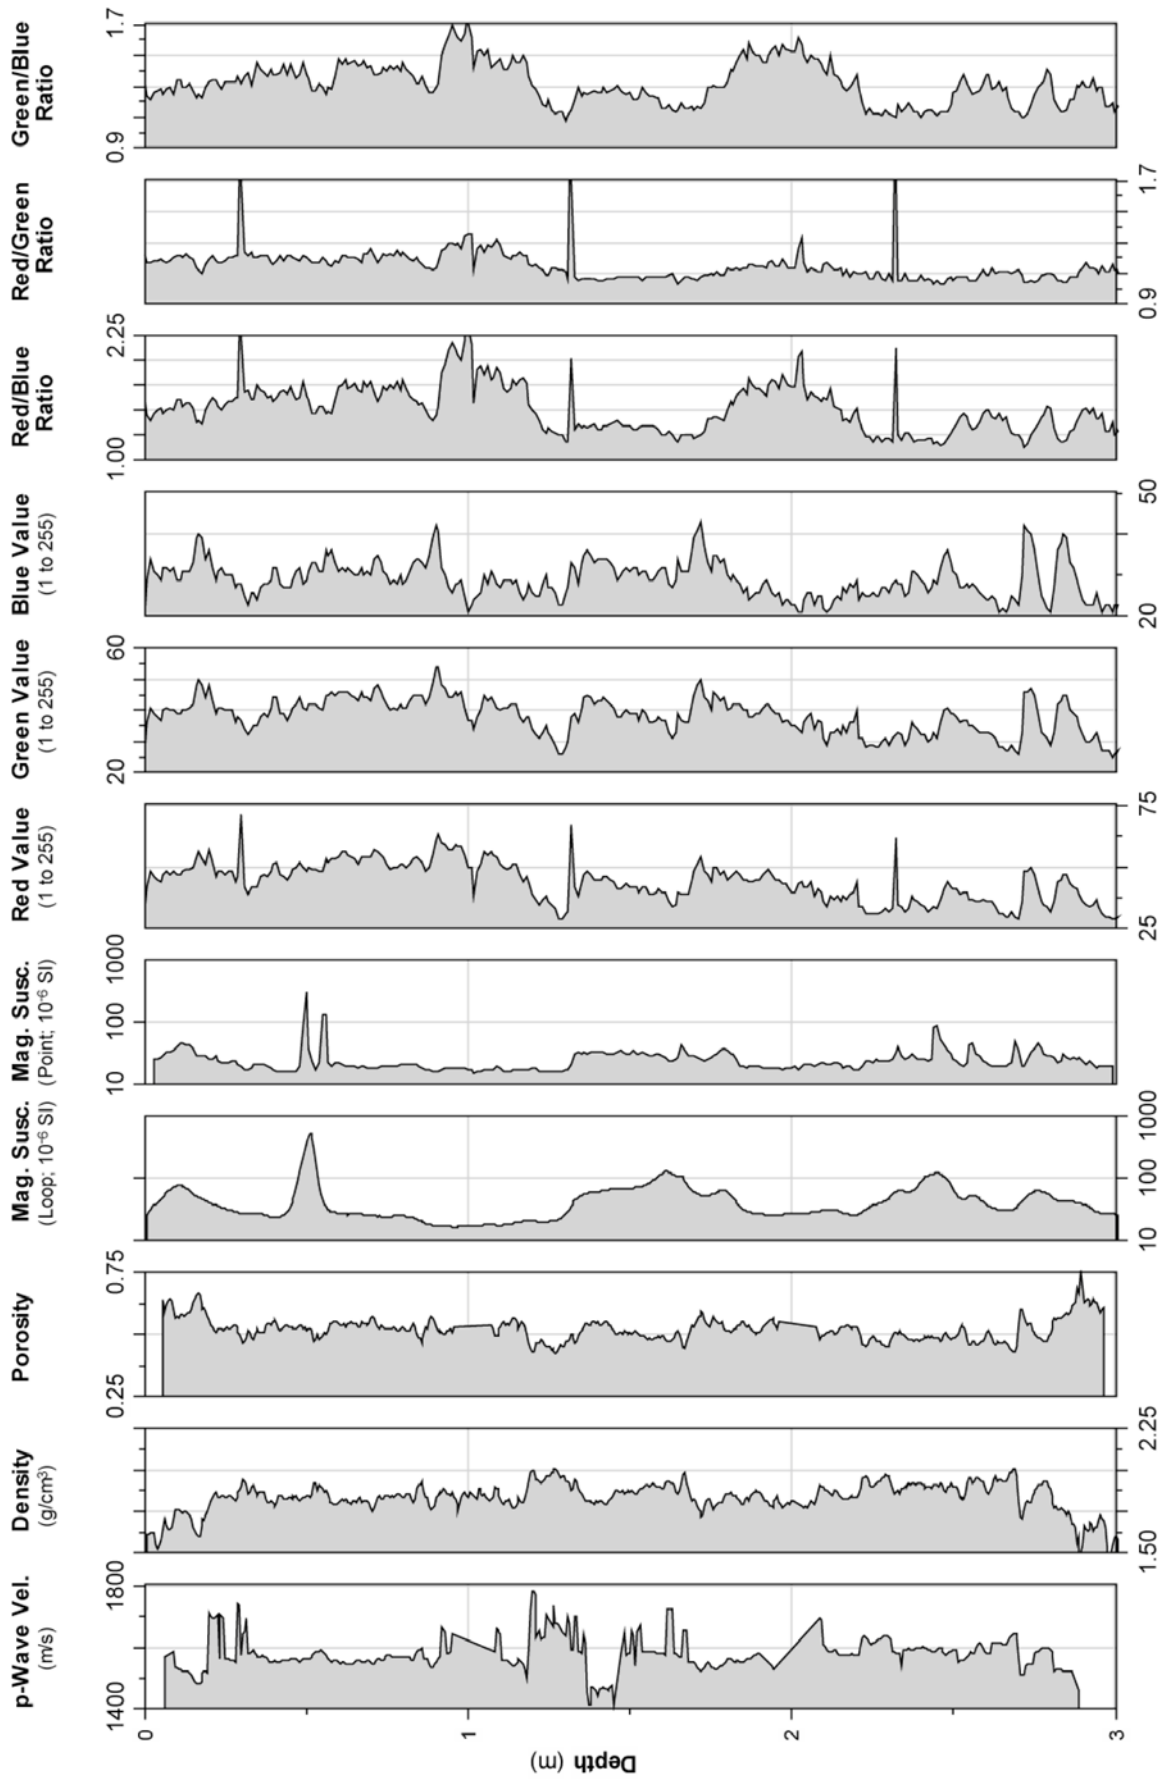 Green/Blue
Ratio
0.9
1.7
Red/Green
Ratio
0.9
1.7
Red/Blue
Ratio
1.00
2.25
Blue Value
(1 to 255)
20
50
Green Value
(1 to 255)
20
60
Red Value
(1 to 255)
25
75
Mag. Susc.
(Point; 10⁻⁶ SI)
10
100
1000
Mag. Susc.
(Loop; 10⁻⁶ SI)
10
100
1000
Porosity
0.25
0.75
Density
(g/cm³)
1.50
2.25
p-Wave Vel.
(m/s)
1400
1800
0
1
2
3
Depth (m)